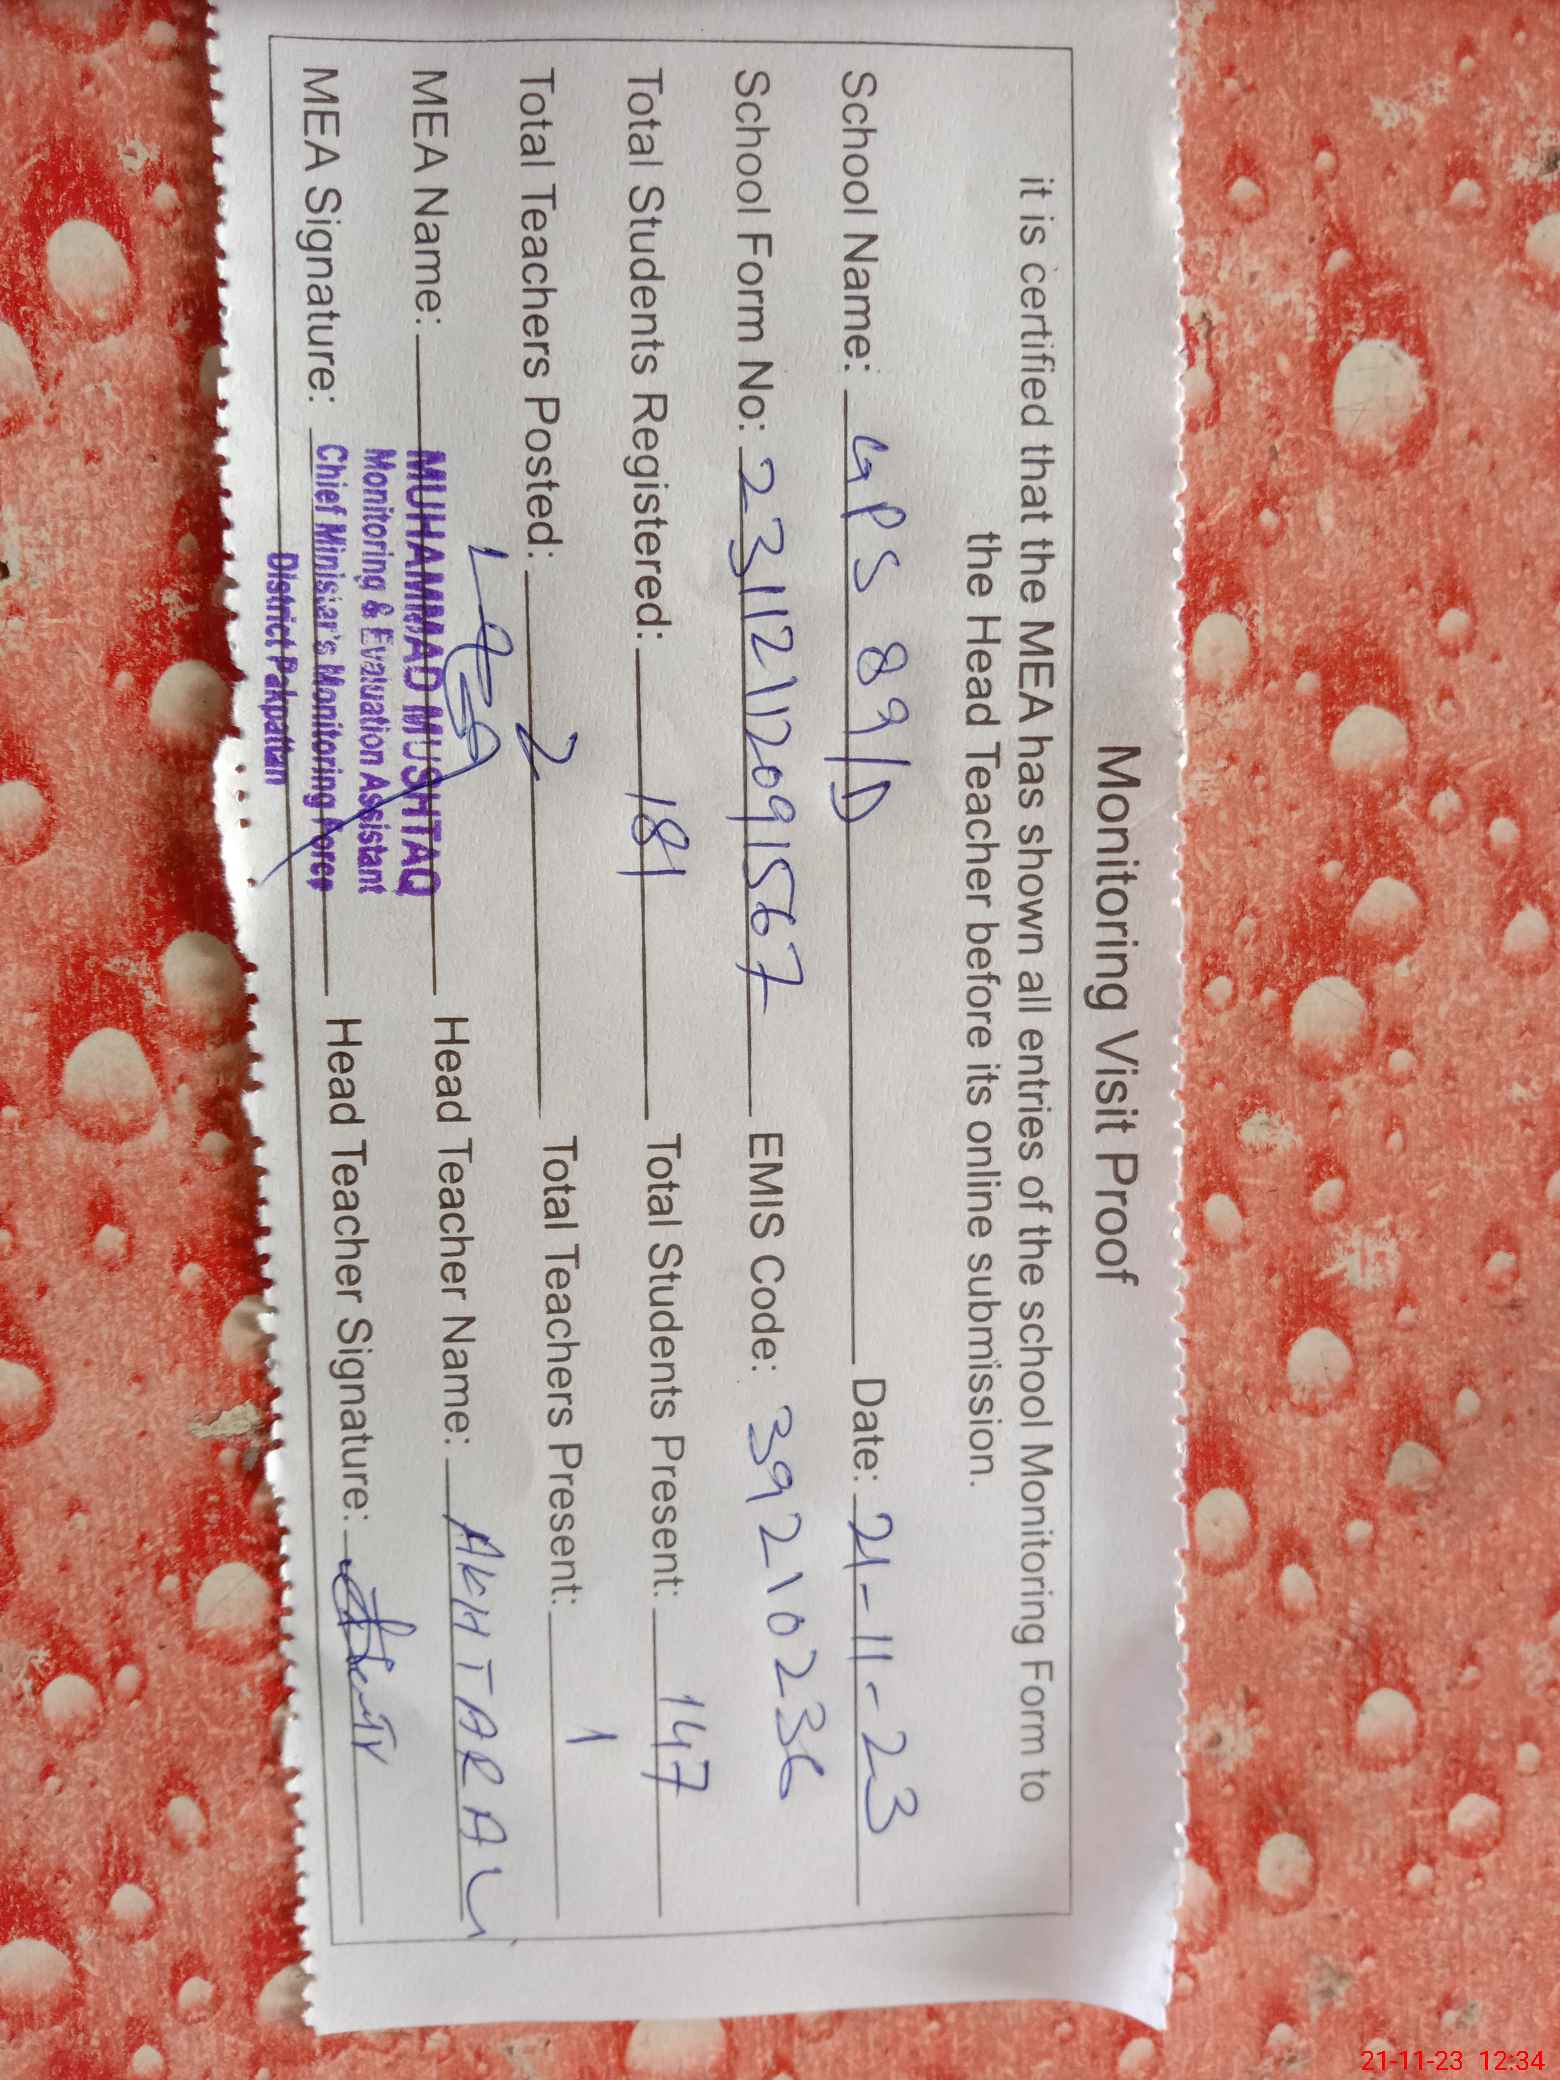 Monitoring Visit Proof
it is certified that the MEA has shown all entries of the school Monitoring Form to
the Head Teacher before its online submission.
School Name: GPS 89/D Date: 21-11-23
School Form No: 23112112091567 EMIS Code: 39210236
Total Students Registered: 181 Total Students Present: 147
Total Teachers Posted: 2 Total Teachers Present: 1
MEA Name: MUHAMMAD MUSHTAQ Head Teacher Name: AKHTAR ALI
Monitoring & Evaluation Assistant
MEA Signature: Chief Minister's Monitoring Force Head Teacher Signature:
District Pakpattan
21-11-23 12:34